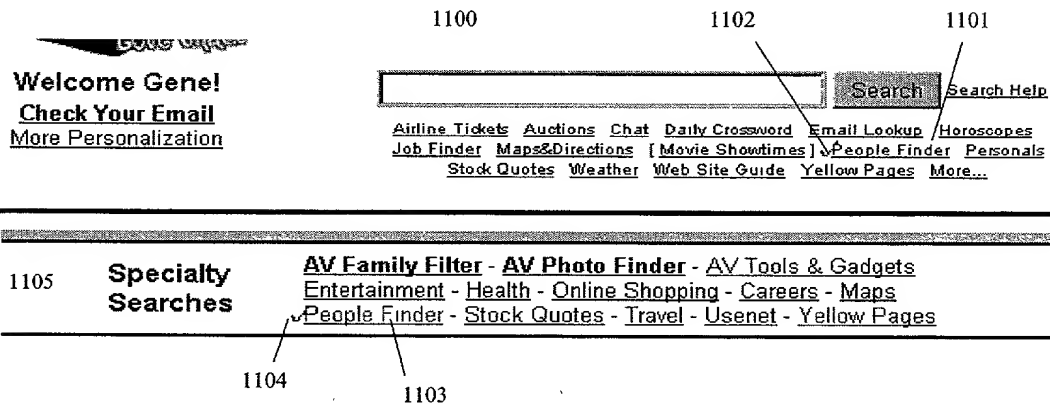 1100 1102 1101
Welcome Gene!
Check Your Email
More Personalization
Search Search Help
Airline Tickets Auctions Chat Daily Crossword Email Lookup Horoscopes
Job Finder Maps&Directions [ Movie Showtimes ] People Finder Personals
Stock Quotes Weather Web Site Guide Yellow Pages More...
1105 Specialty Searches
AV Family Filter - AV Photo Finder - AV Tools & Gadgets
Entertainment - Health - Online Shopping - Careers - Maps
People Finder - Stock Quotes - Travel - Usenet - Yellow Pages
1104 1103